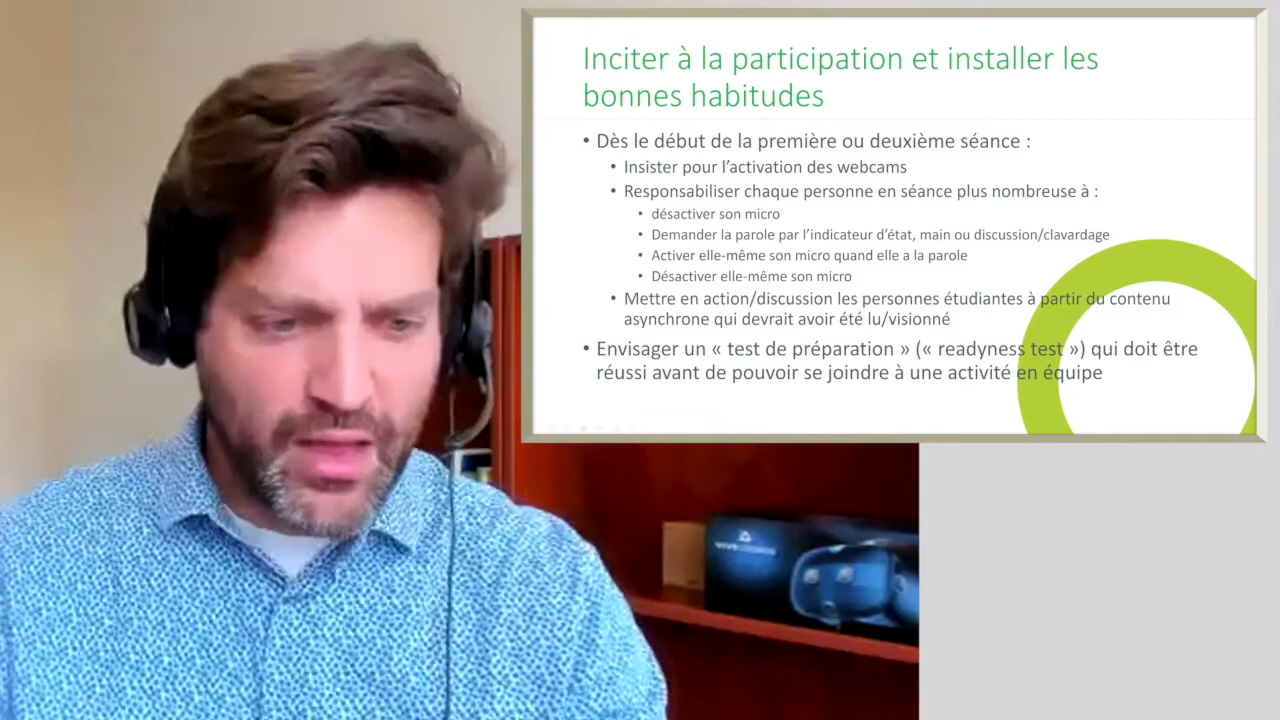 Inciter à la participation et installer les
bonnes habitudes
• Dès le début de la première ou deuxième séance :
• Insister pour l’activation des webcams
• Responsabiliser chaque personne en séance plus nombreuse à :
• désactiver son micro
• Demander la parole par l’indicateur d’état, main ou discussion/clavardage
• Activer elle-même son micro quand elle a la parole
• Désactiver elle-même son micro
• Mettre en action/discussion les personnes étudiantes à partir du contenu
asynchrone qui devrait avoir été lu/visionné
• Envisager un « test de préparation » (« readyness test ») qui doit être
réussi avant de pouvoir se joindre à une activité en équipe